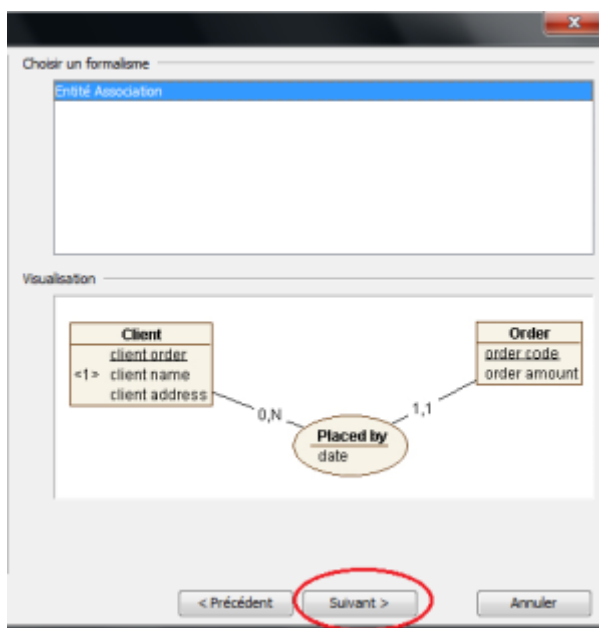 Choisir un formalisme
Entité Association
Visualisation
Client
client order
<1> client name
client address
Order
order code
order amount
0,N
1,1
Placed by
date
< Précédent
Suivant >
Annuler